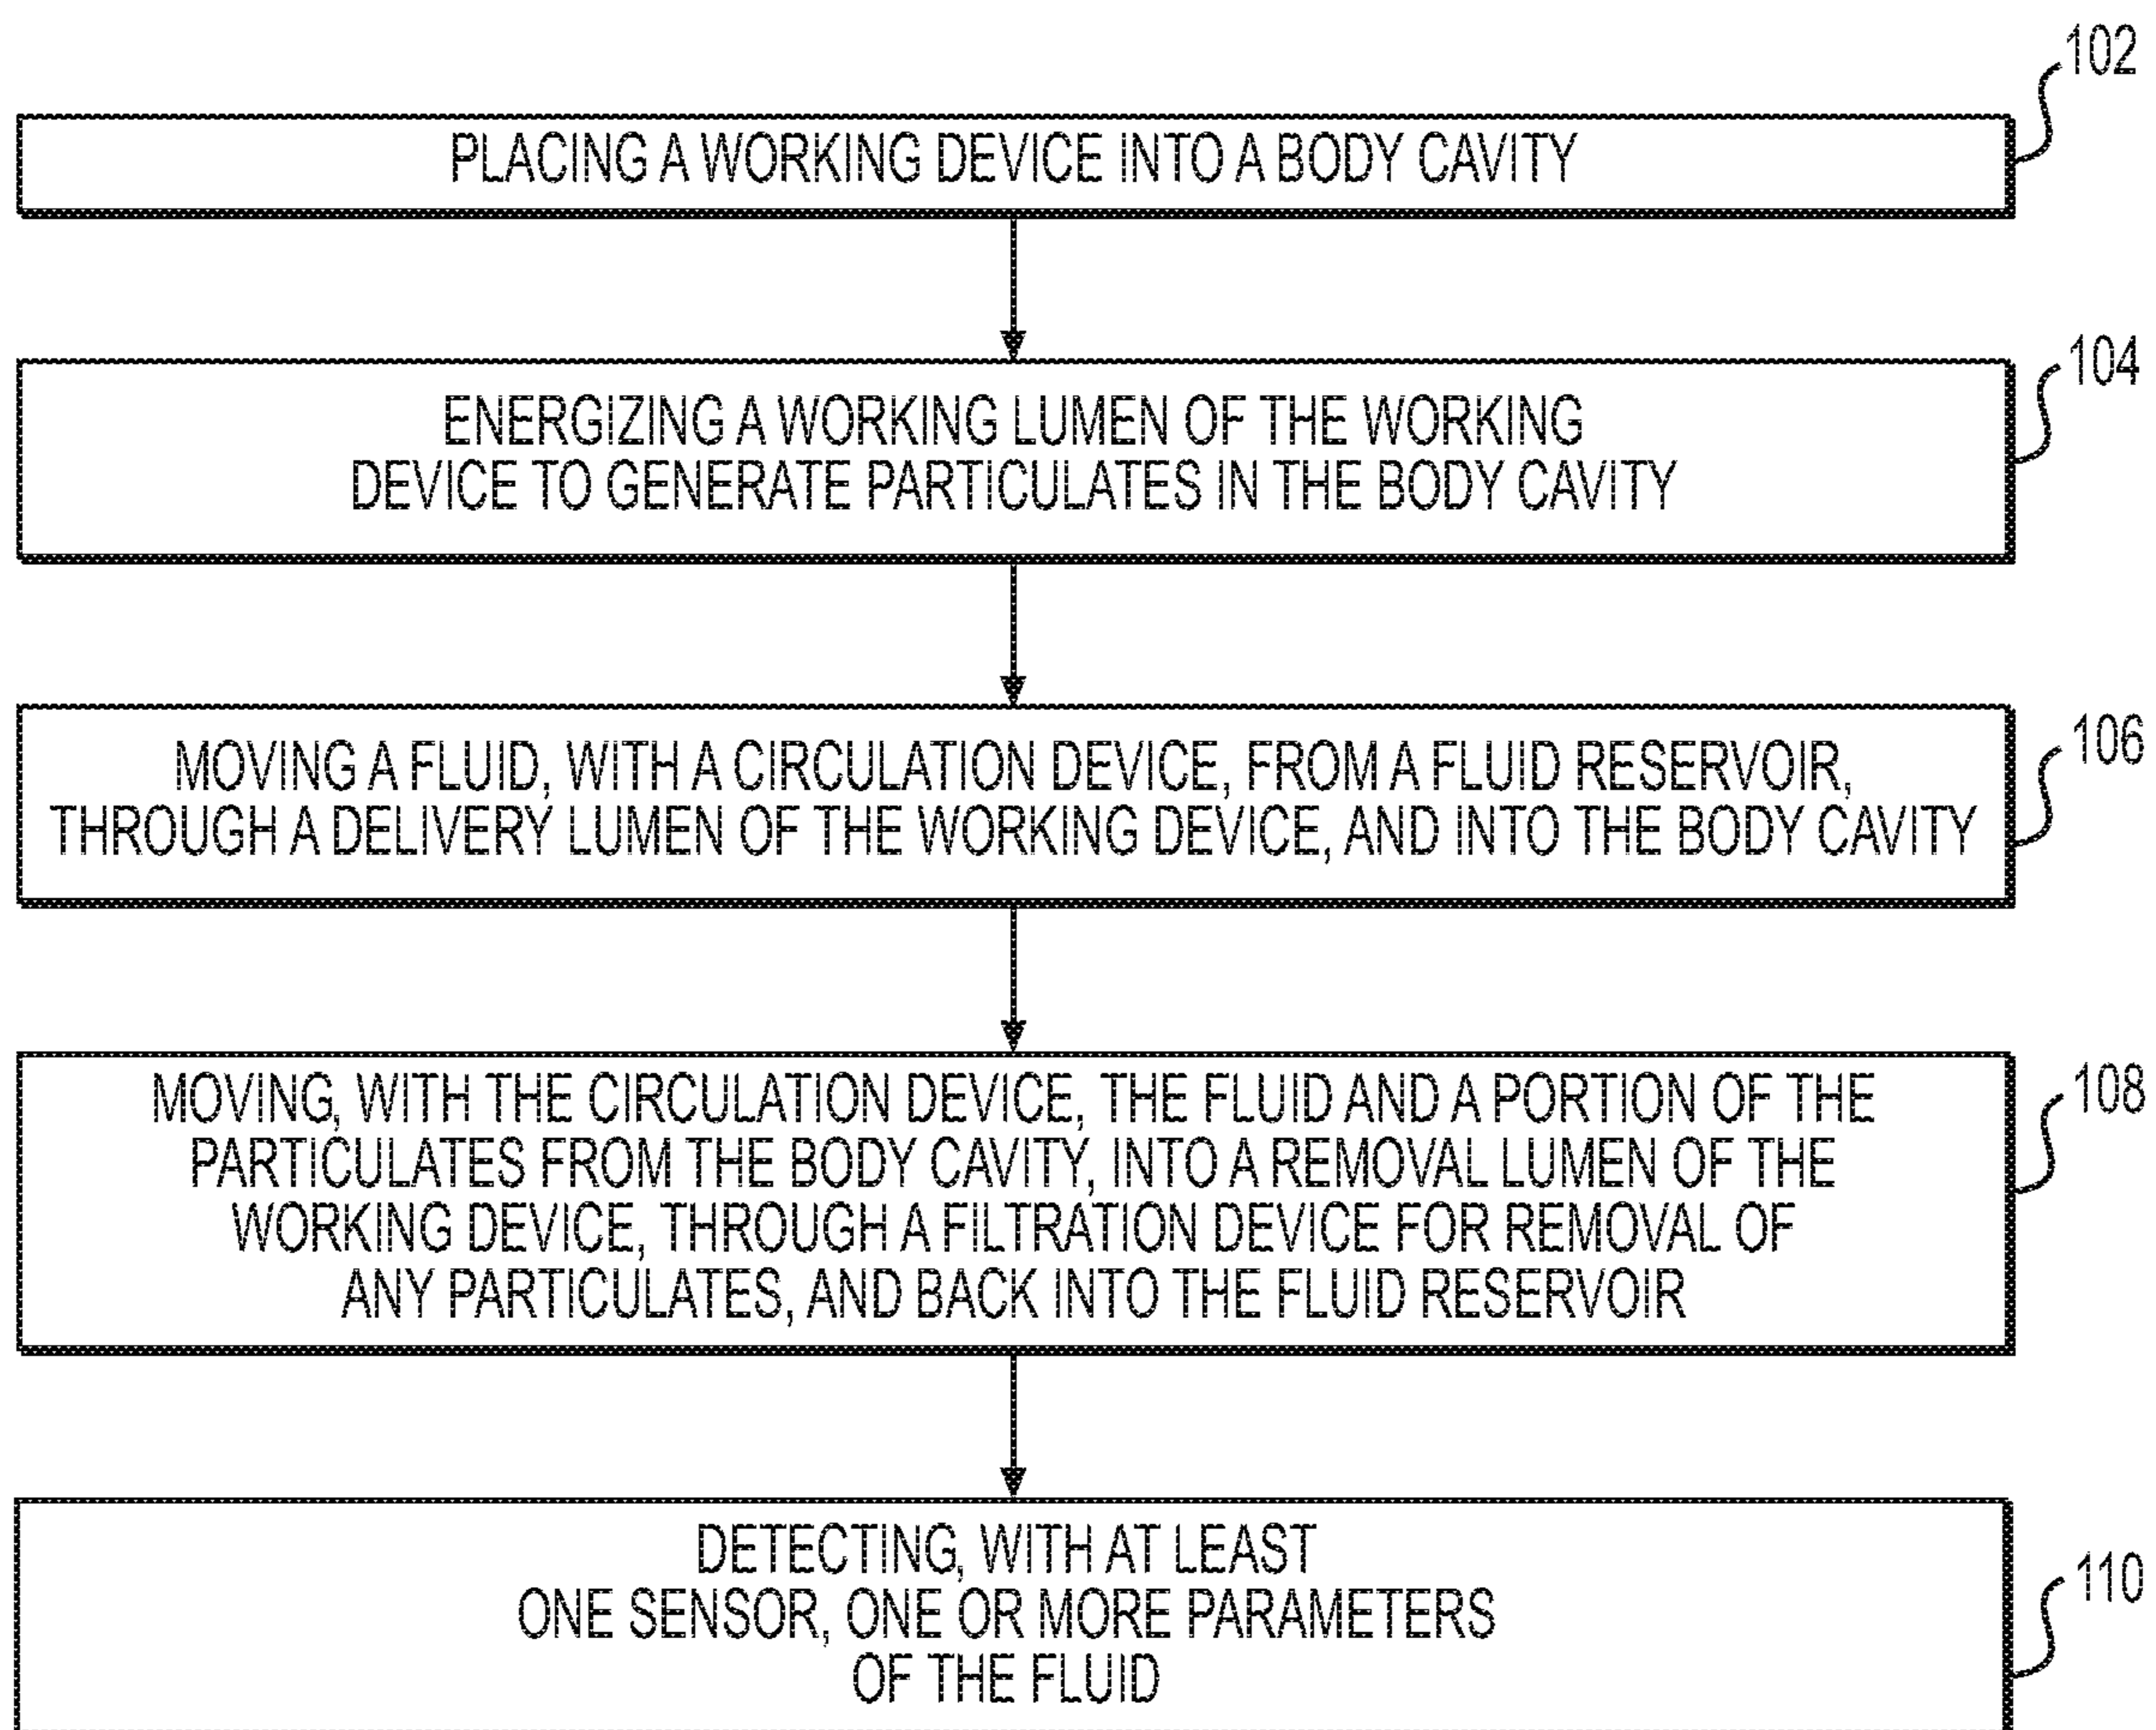 102
PLACING A WORKING DEVICE INTO A BODY CAVITY
104
ENERGIZING A WORKING LUMEN OF THE WORKING
DEVICE TO GENERATE PARTICULATES IN THE BODY CAVITY
106
MOVING A FLUID, WITH A CIRCULATION DEVICE, FROM A FLUID RESERVOIR,
THROUGH A DELIVERY LUMEN OF THE WORKING DEVICE, AND INTO THE BODY CAVITY
108
MOVING, WITH THE CIRCULATION DEVICE, THE FLUID AND A PORTION OF THE
PARTICULATES FROM THE BODY CAVITY, INTO A REMOVAL LUMEN OF THE
WORKING DEVICE, THROUGH A FILTRATION DEVICE FOR REMOVAL OF
ANY PARTICULATES, AND BACK INTO THE FLUID RESERVOIR
110
DETECTING, WITH AT LEAST
ONE SENSOR, ONE OR MORE PARAMETERS
OF THE FLUID